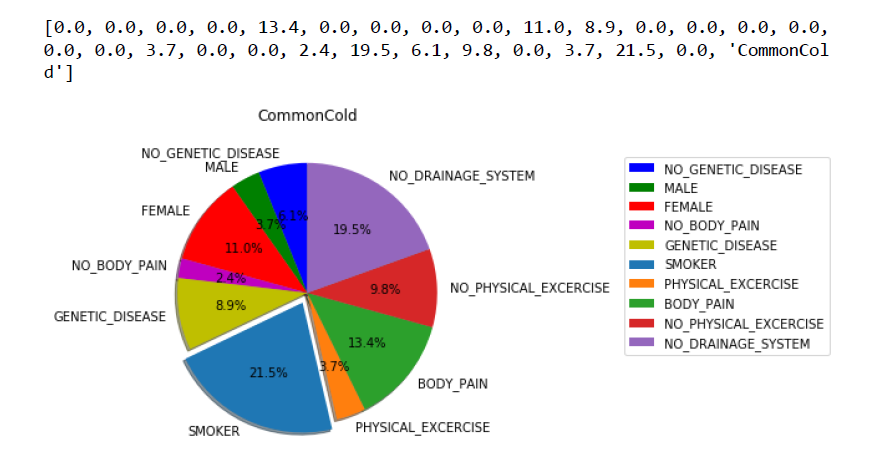 [0.0, 0.0, 0.0, 0.0, 13.4, 0.0, 0.0, 0.0, 0.0, 11.0, 8.9, 0.0, 0.0, 0.0, 0.0,
0.0, 0.0, 3.7, 0.0, 0.0, 2.4, 19.5, 6.1, 9.8, 0.0, 3.7, 21.5, 0.0, 'CommonCol
d']
CommonCold
NO_GENETIC_DISEASE
MALE
FEMALE
NO_BODY_PAIN
GENETIC_DISEASE
SMOKER
PHYSICAL_EXCERCISE
BODY_PAIN
NO_PHYSICAL_EXCERCISE
NO_DRAINAGE_SYSTEM
6.1%
3.7%
11.0%
2.4%
8.9%
21.5%
3.7%
13.4%
9.8%
19.5%
NO_GENETIC_DISEASE
MALE
FEMALE
NO_BODY_PAIN
GENETIC_DISEASE
SMOKER
PHYSICAL_EXCERCISE
BODY_PAIN
NO_PHYSICAL_EXCERCISE
NO_DRAINAGE_SYSTEM